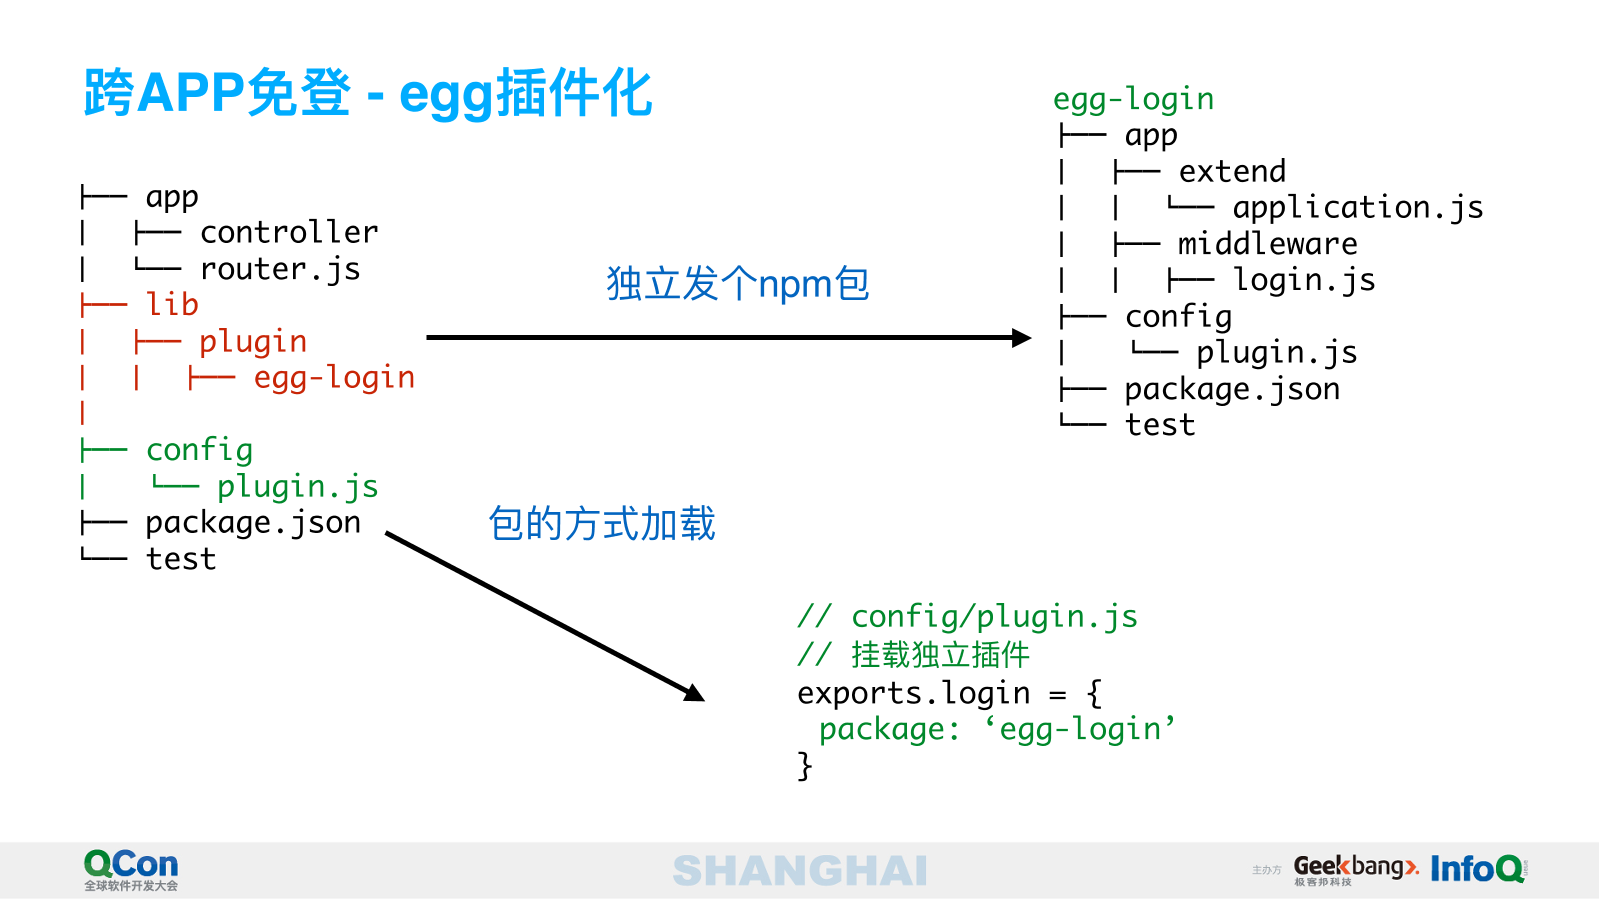 跨APP免登 - egg插件化
├── app
│   ├── controller
│   └── router.js
├── lib
│   ├── plugin
│   │   ├── egg-login
│
├── config
│    └── plugin.js
├── package.json
└── test
独立发个npm包
egg-login
├── app
│   ├── extend
│   │   └── application.js
│   ├── middleware
│   │   ├── login.js
├── config
│    └── plugin.js
├── package.json
└── test
包的方式加载
// config/plugin.js
// 挂载独立插件
exports.login = {
 package: ‘egg-login’
}
QCon
全球软件开发大会
SHANGHAI
主办方
Geekbang>.
极客邦科技
InfoQ